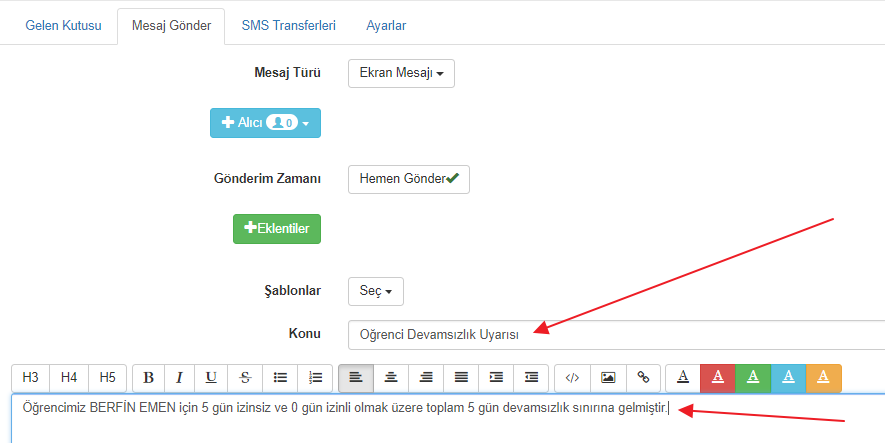 Gelen Kutusu Mesaj Gönder SMS Transferleri Ayarlar
Mesaj Türü Ekran Mesajı
Alıcı 0
Gönderim Zamanı Hemen Gönder
Eklentiler
Şablonlar Seç
Konu Öğrenci Devamsızlık Uyarısı
H3 H4 H5 B I U S </> A A A A A
Öğrencimiz BERFİN EMEN için 5 gün izinsiz ve 0 gün izinli olmak üzere toplam 5 gün devamsızlık sınırına gelmiştir.